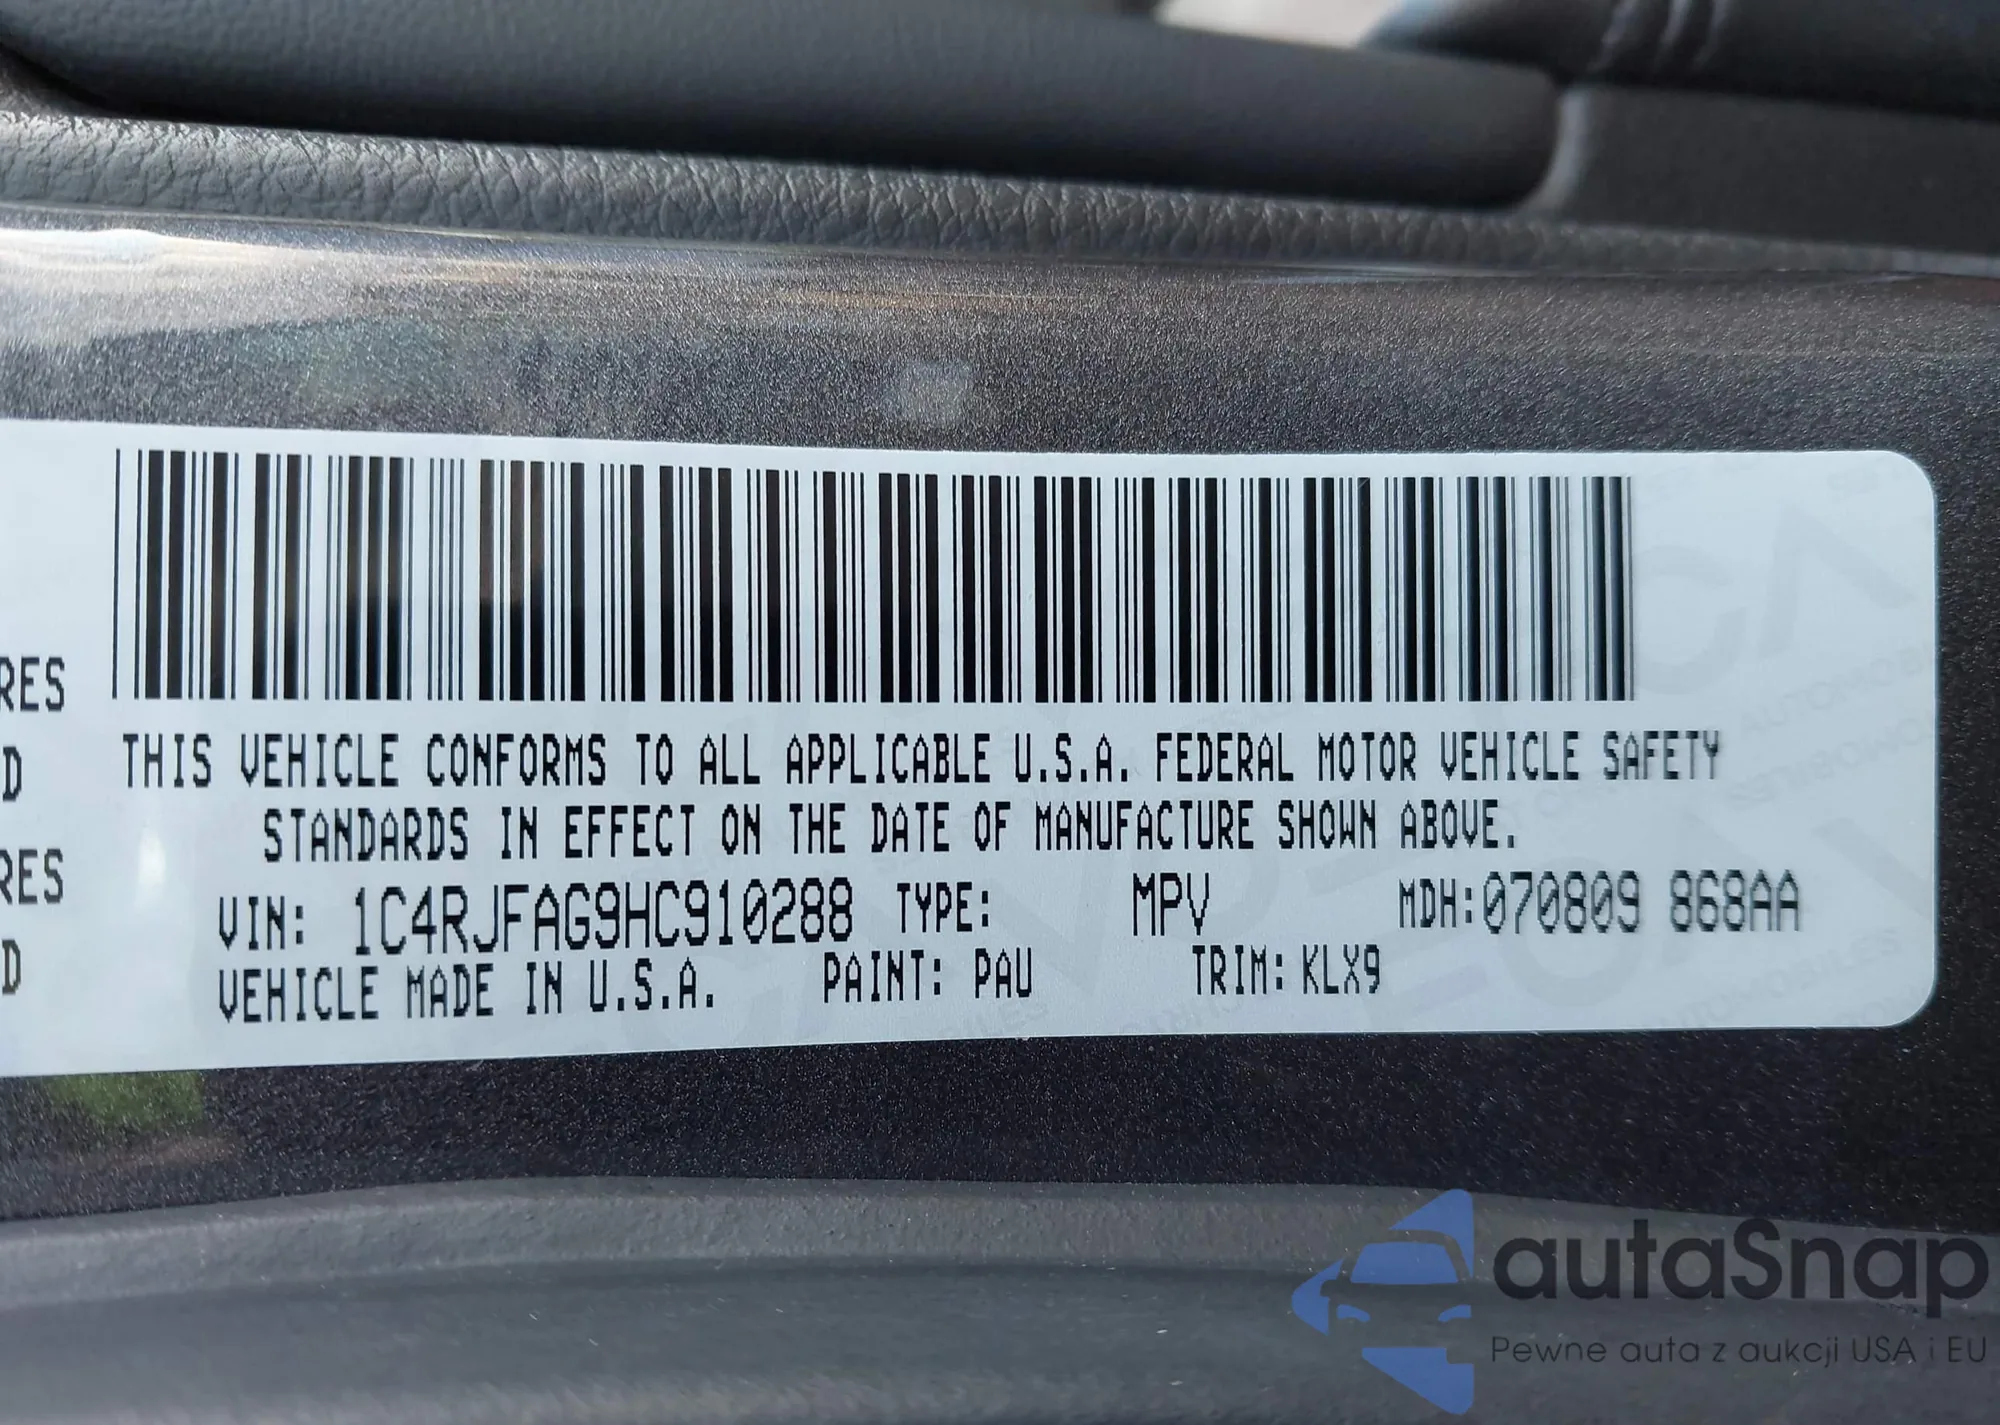 RES
D
RES
D
THIS VEHICLE CONFORMS TO ALL APPLICABLE U.S.A. FEDERAL MOTOR VEHICLE SAFETY
STANDARDS IN EFFECT ON THE DATE OF MANUFACTURE SHOWN ABOVE.
VIN: 1C4RJFAG9HC910288 TYPE: MPV MDH:070809 868AA
VEHICLE MADE IN U.S.A. PAINT: PAU TRIM: KLX9
autaSnap
Pewne auta z aukcji USA i EU